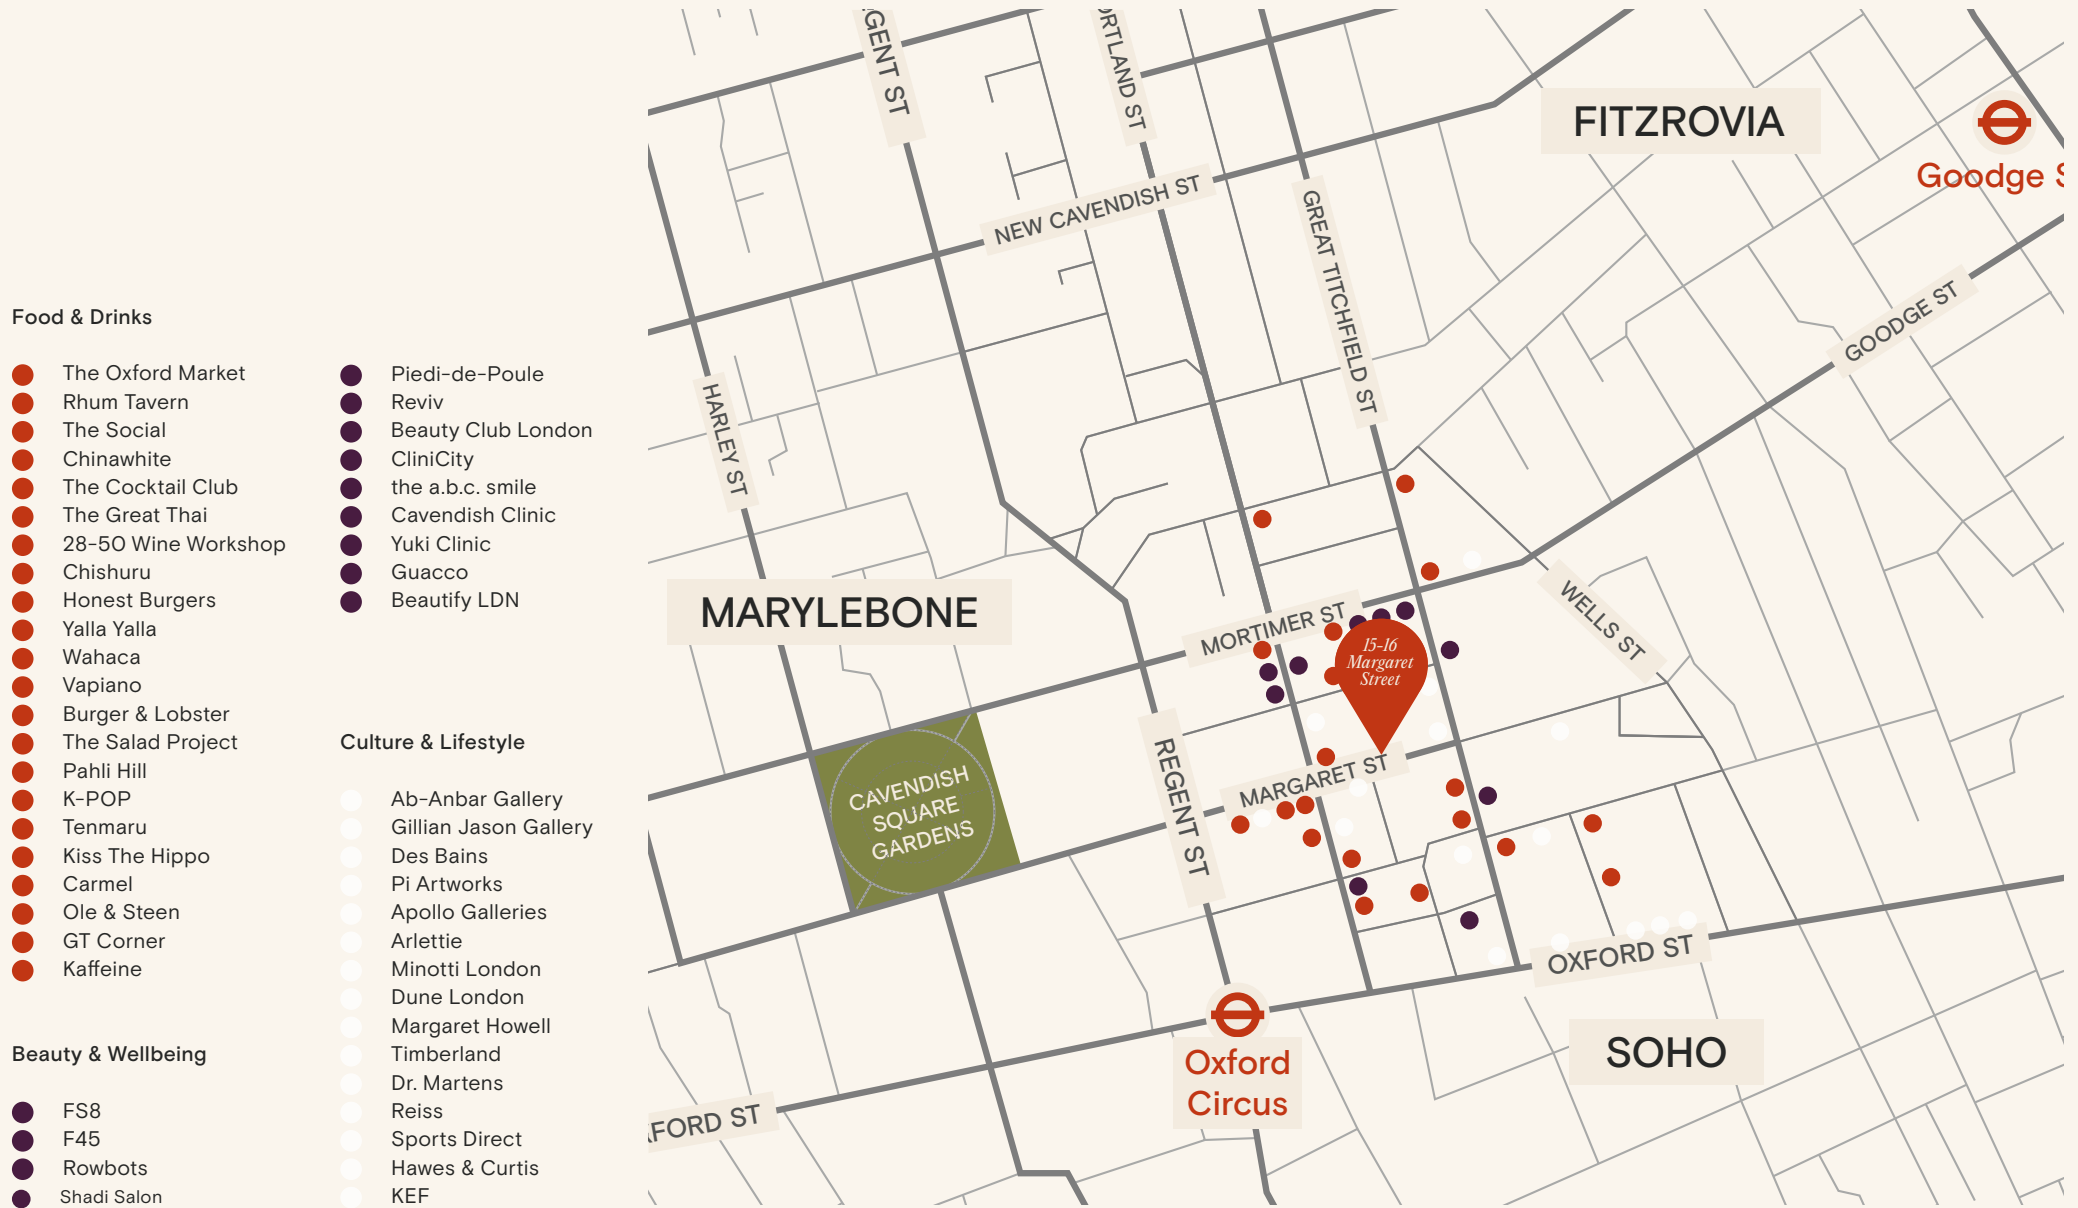 Food & Drinks
The Oxford Market
Rhum Tavern
The Social
Chinawhite
The Cocktail Club
The Great Thai
28-50 Wine Workshop
Chishuru
Honest Burgers
Yalla Yalla
Wahaca
Vapiano
Burger & Lobster
The Salad Project
Pahli Hill
K-POP
Tenmaru
Kiss The Hippo
Carmel
Ole & Steen
GT Corner
Kaffeine
Beauty & Wellbeing
FS8
F45
Rowbots
Shadi Salon
Piedi-de-Poule
Reviv
Beauty Club London
CliniCity
the a.b.c. smile
Cavendish Clinic
Yuki Clinic
Guacco
Beautify LDN
Culture & Lifestyle
Ab-Anbar Gallery
Gillian Jason Gallery
Des Bains
Pi Artworks
Apollo Galleries
Arlettie
Minotti London
Dune London
Margaret Howell
Timberland
Dr. Martens
Reiss
Sports Direct
Hawes & Curtis
KEF
GENT ST
ORTLAND ST
FITZROVIA
Goodge S
NEW CAVENDISH ST
GREAT TITCHFIELD ST
GOODGE ST
HARLEY ST
MARYLEBONE
MORTIMER ST
WELLS ST
15-16
Margaret
Street
CAVENDISH
SQUARE
GARDENS
REGENT ST
MARGARET ST
OXFORD ST
Oxford
Circus
SOHO
FORD ST